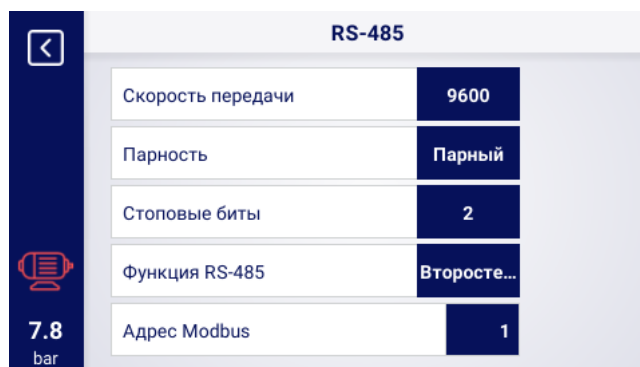 RS-485
Скорость передачи 9600
Парность Парный
Стоповые биты 2
Функция RS-485 Второсте...
Адрес Modbus 1
7.8
bar